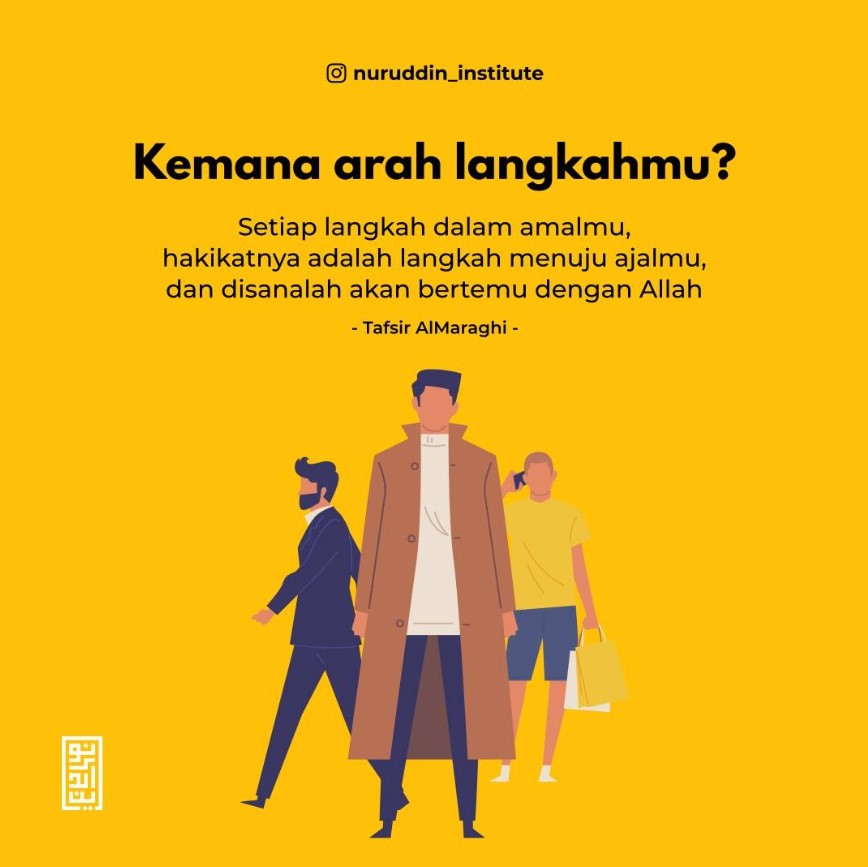 nuruddin_institute
Kemana arah langkahmu?
Setiap langkah dalam amalmu,
hakikatnya adalah langkah menuju ajalmu,
dan disanalah akan bertemu dengan Allah
- Tafsir AlMaraghi -